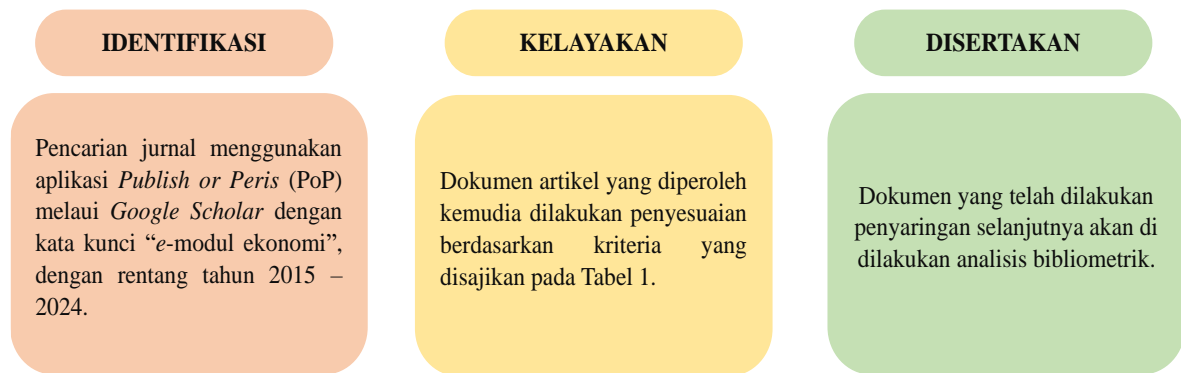 IDENTIFIKASI
Pencarian jurnal menggunakan
aplikasi Publish or Peris (PoP)
melaui Google Scholar dengan
kata kunci “e-modul ekonomi”,
dengan rentang tahun 2015 –
2024.
KELAYAKAN
Dokumen artikel yang diperoleh
kemudia dilakukan penyesuaian
berdasarkan kriteria yang
disajikan pada Tabel 1.
DISERTAKAN
Dokumen yang telah dilakukan
penyaringan selanjutnya akan di
dilakukan analisis bibliometrik.